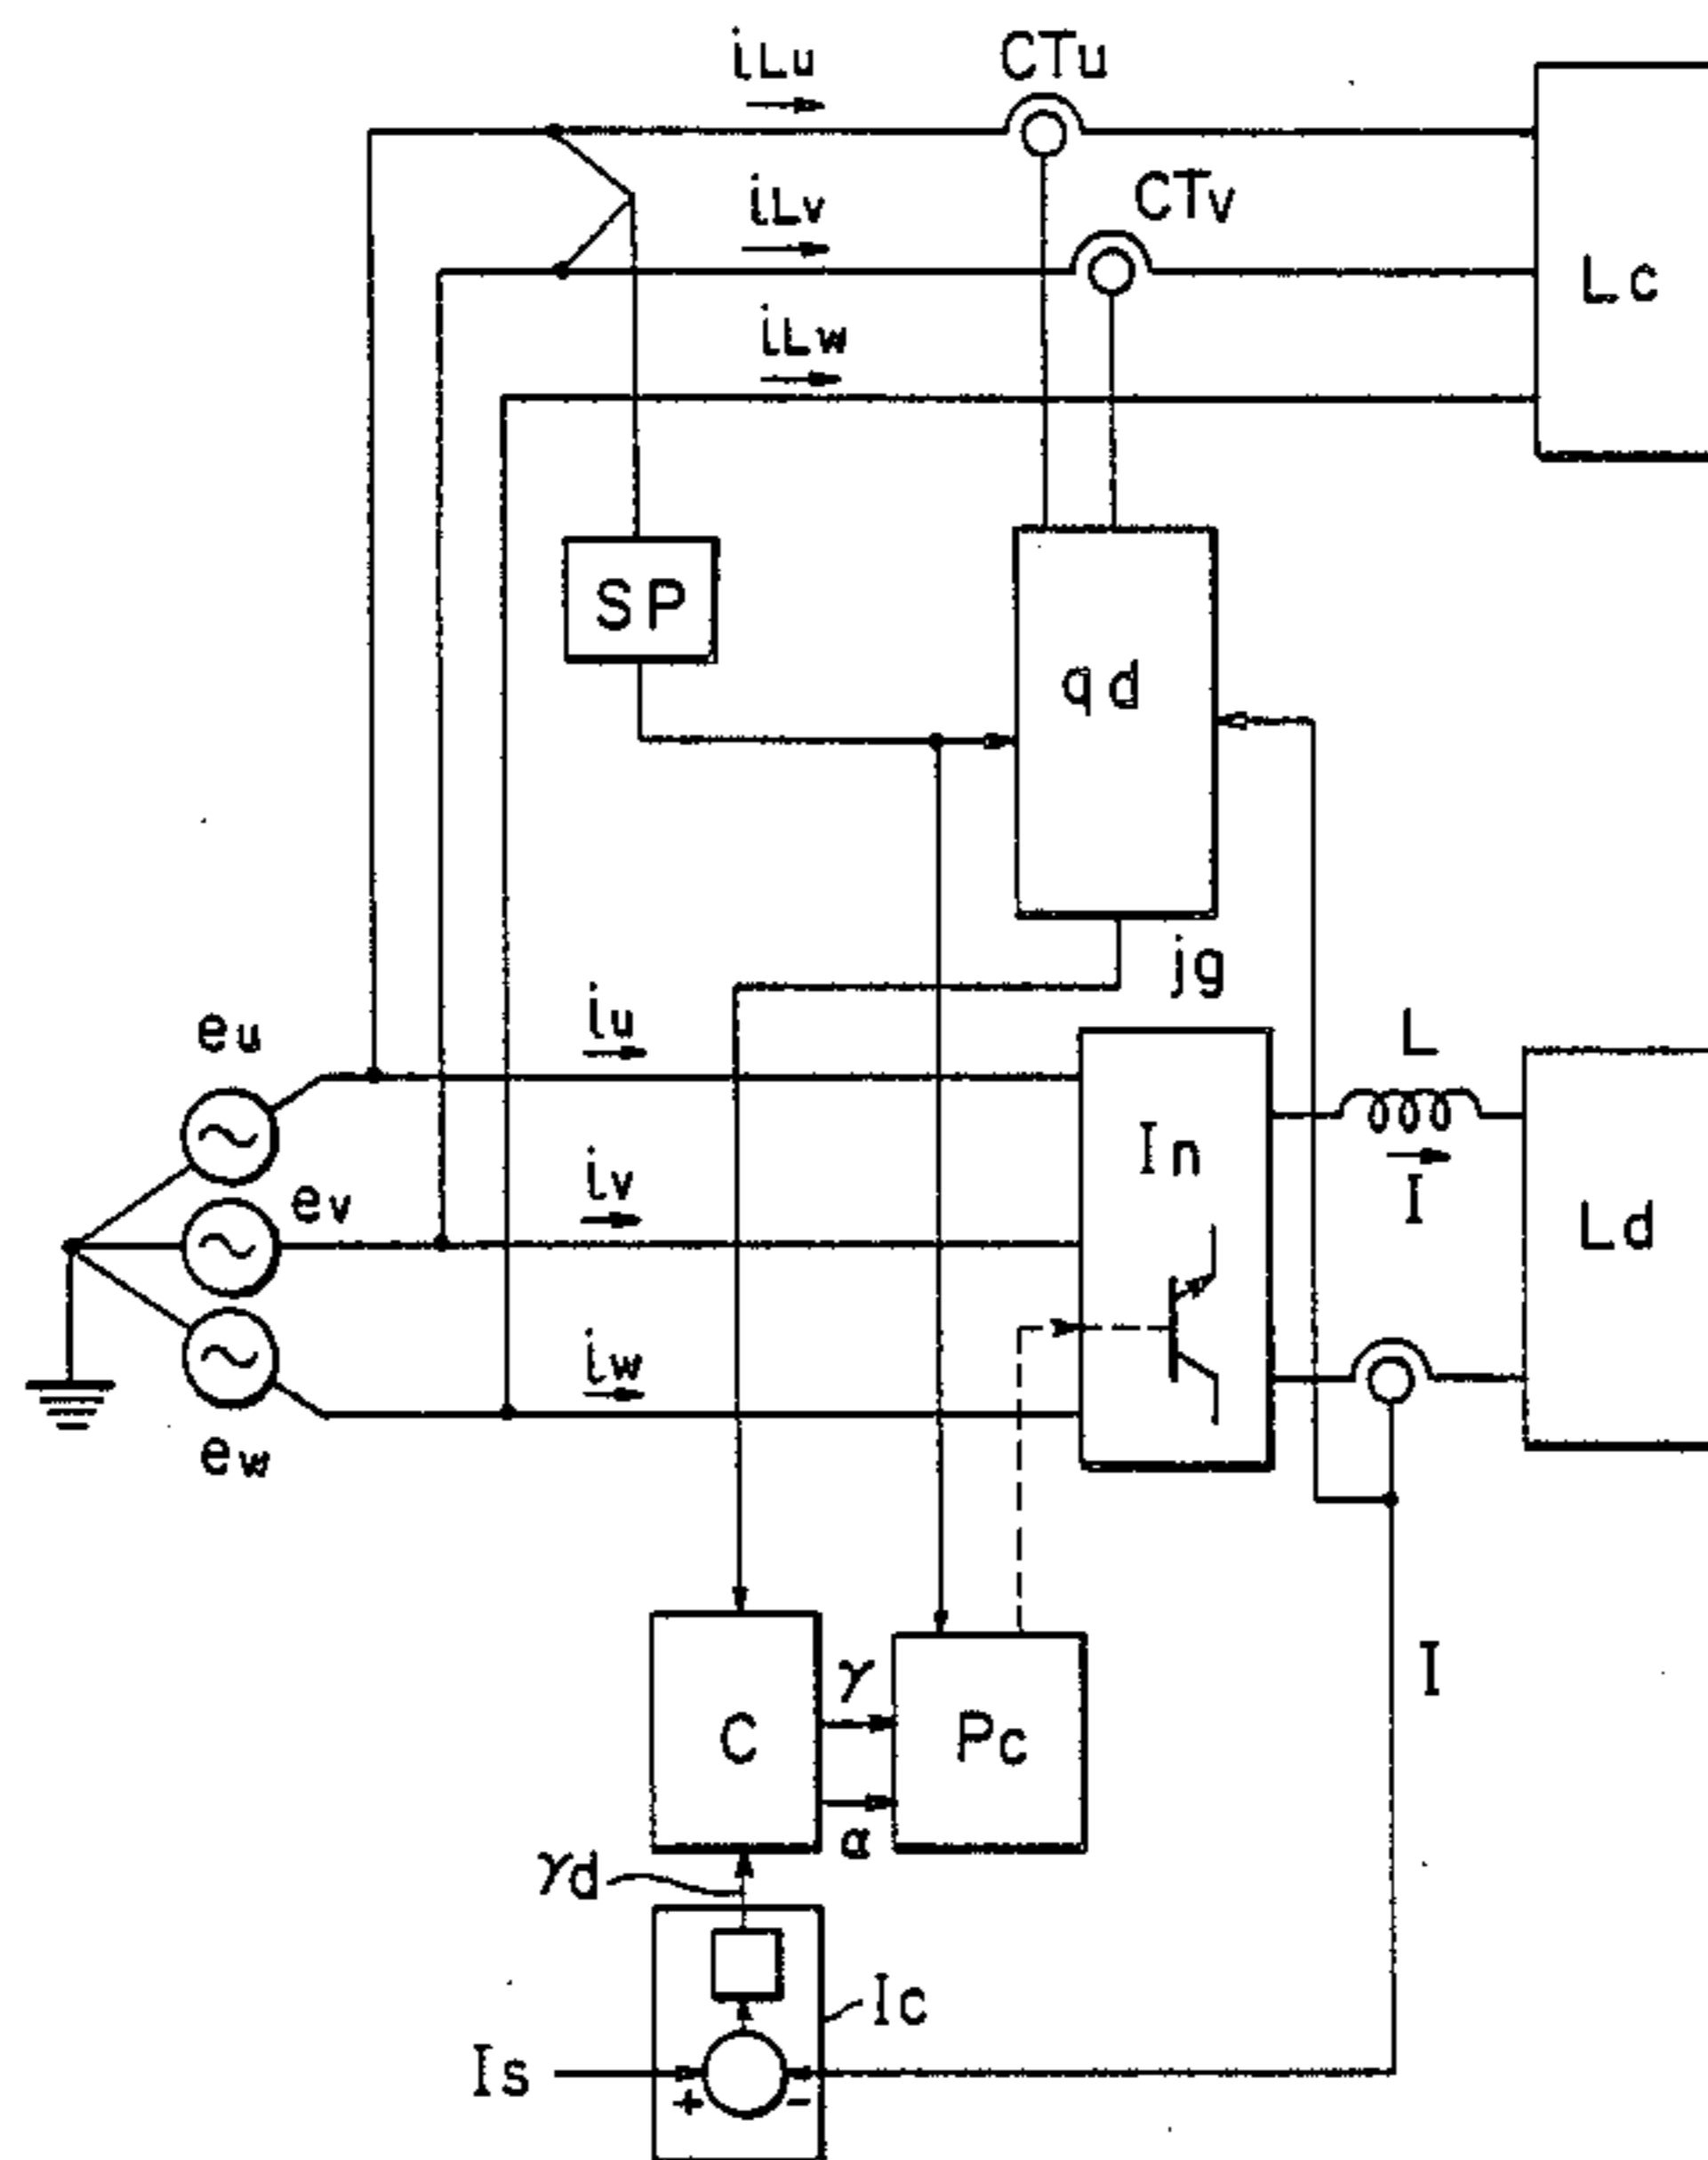 iLu
CTu
iLv
CTv
Lc
iLw
SP
qd
jg
eu
iu
L
In
iv
ev
I
Ld
iw
ew
γ
I
C
Pc
α
γd
Ic
Is
+
-